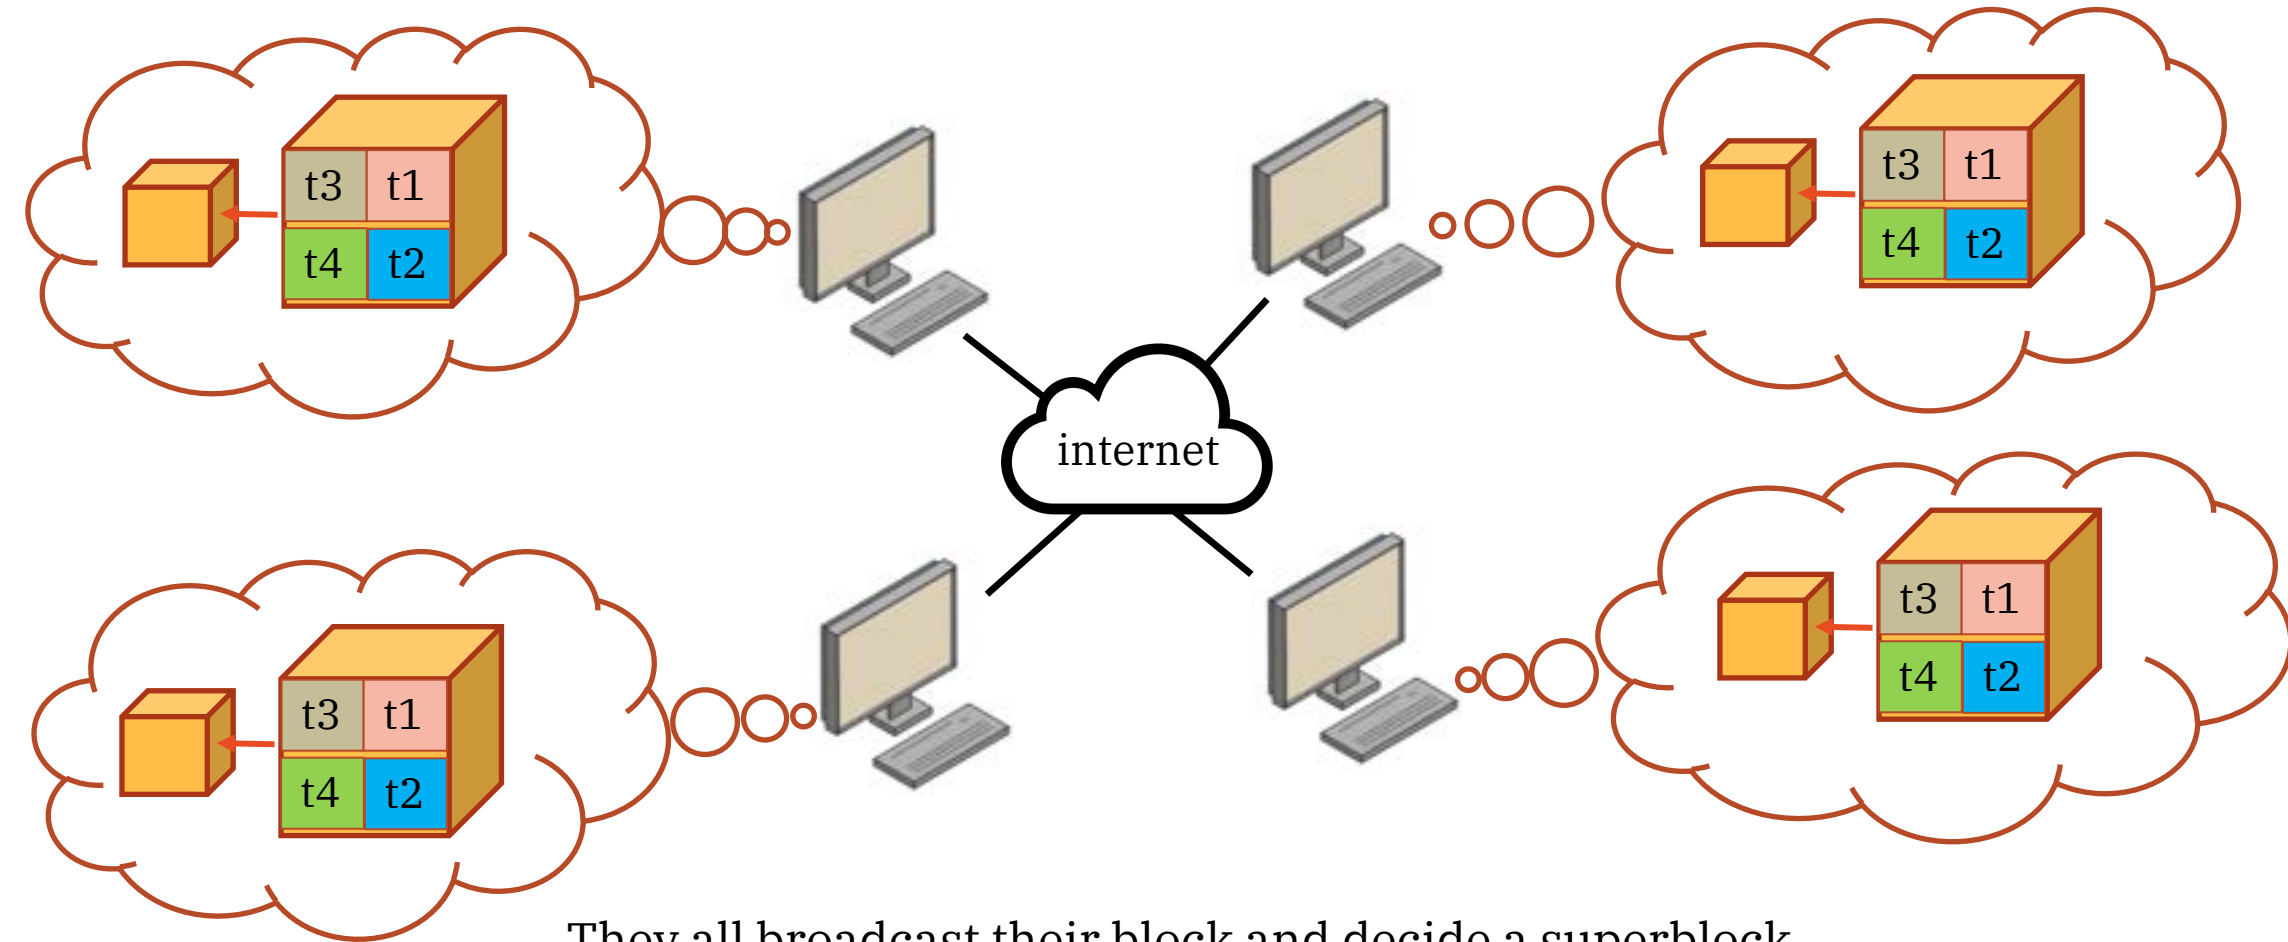 t3 t1
t4 t2
t3 t1
t4 t2
internet
t3 t1
t4 t2
t3 t1
t4 t2
They all broadcast their block and decide a superblock